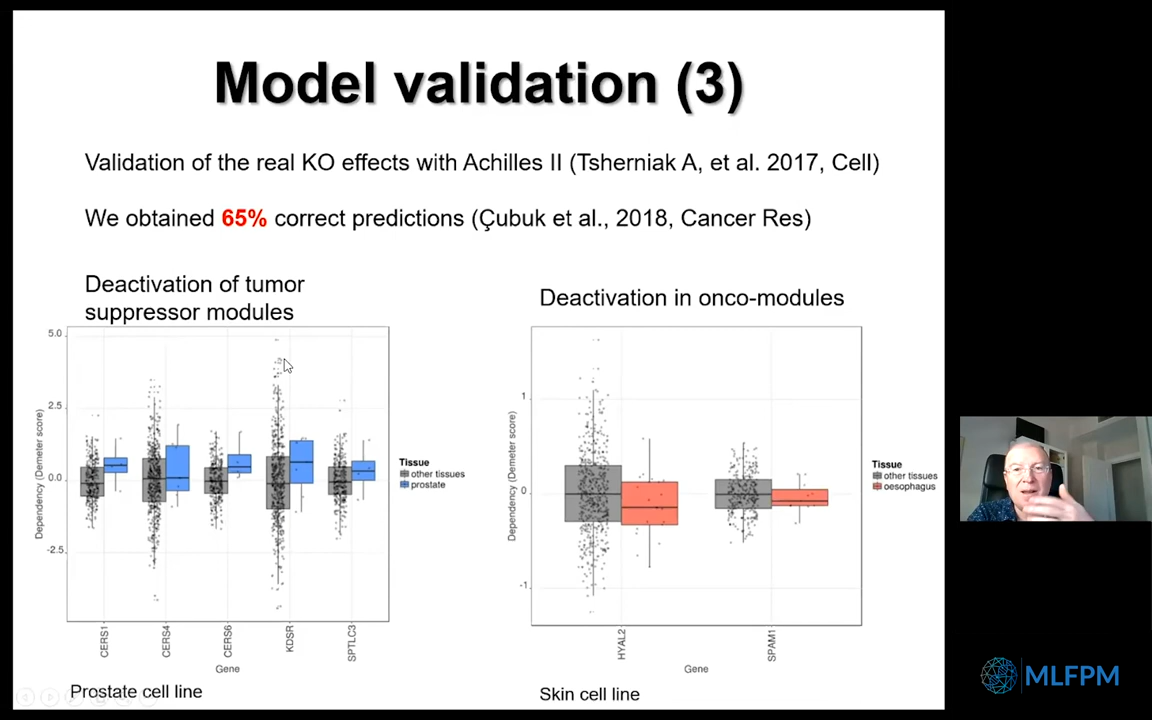 Model validation (3)
Validation of the real KO effects with Achilles II (Tsherniak A, et al. 2017, Cell)
We obtained 65% correct predictions (Çubuk et al., 2018, Cancer Res)
Deactivation of tumor
suppressor modules
5.0
2.5
0.0
-2.5
Dependency (Demeter score)
CERS1
CERS4
CERS6
KDSR
SPTLC3
Gene
Tissue
other tissues
prostate
Prostate cell line
Deactivation in onco-modules
1
0
-1
Dependency (Demeter score)
HYAL2
SPAM1
Gene
Tissue
other tissues
oesophagus
Skin cell line
MLFPM